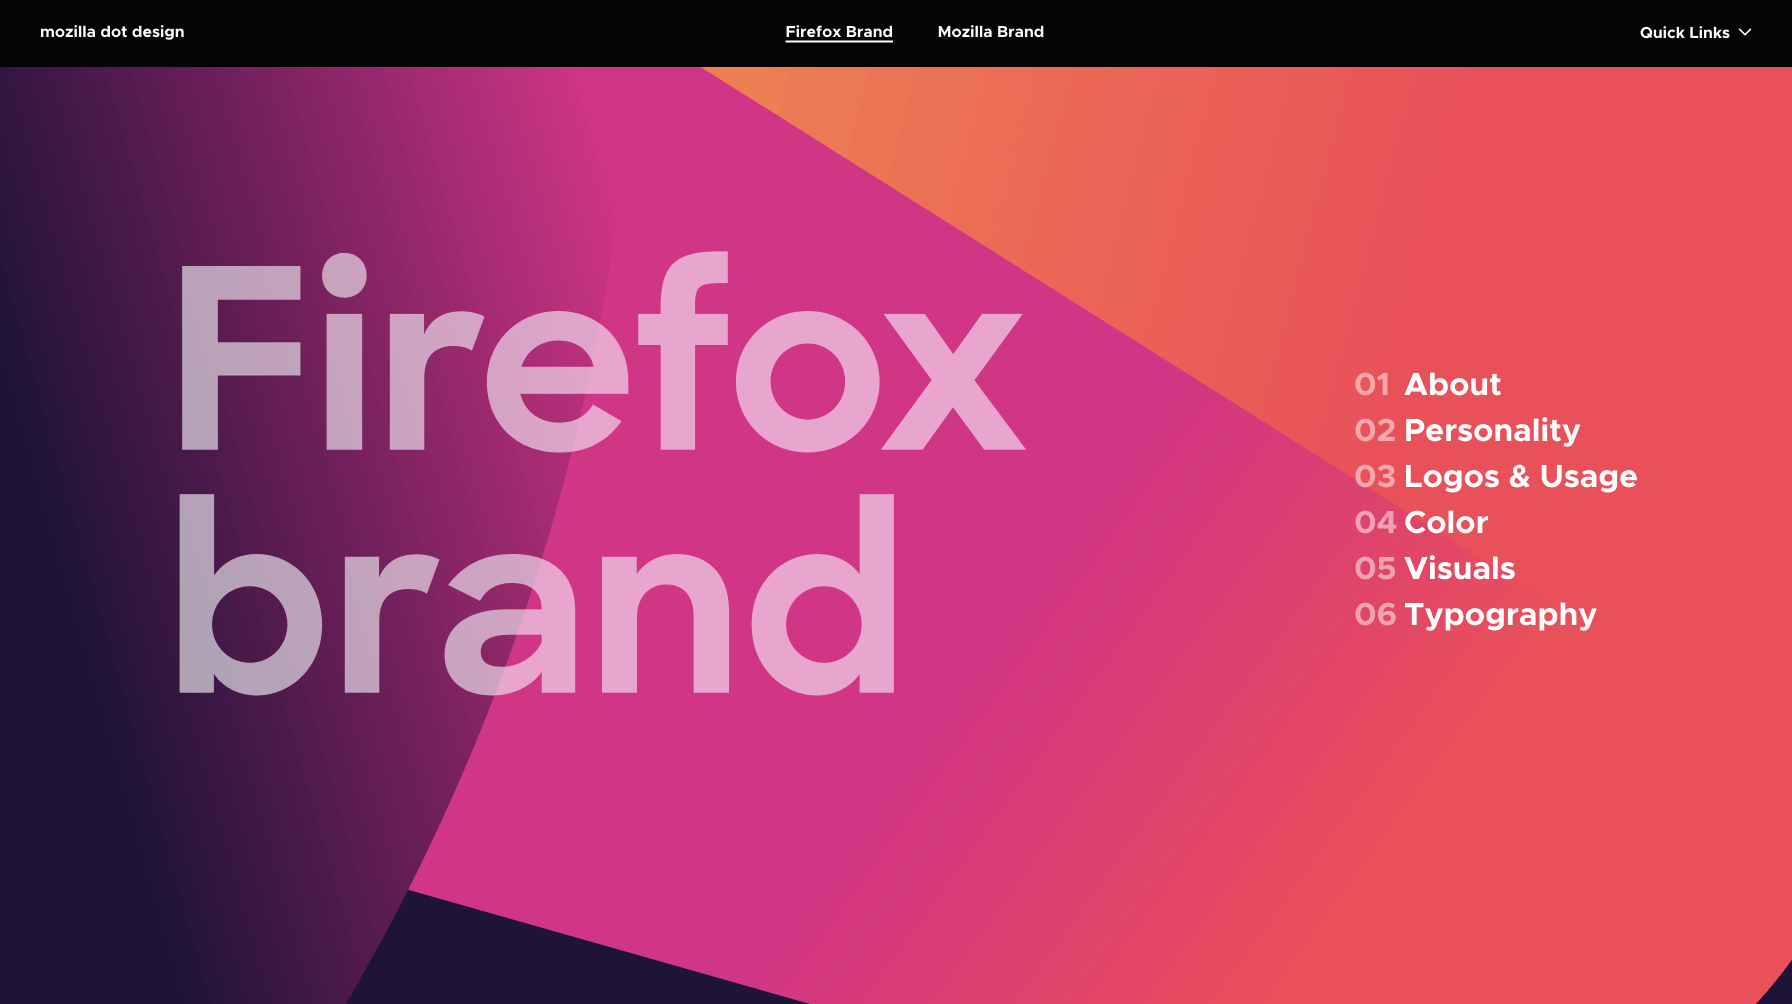 mozilla dot design
Firefox Brand
Mozilla Brand
Quick Links
Firefox
brand
01 About
02 Personality
03 Logos & Usage
04 Color
05 Visuals
06 Typography